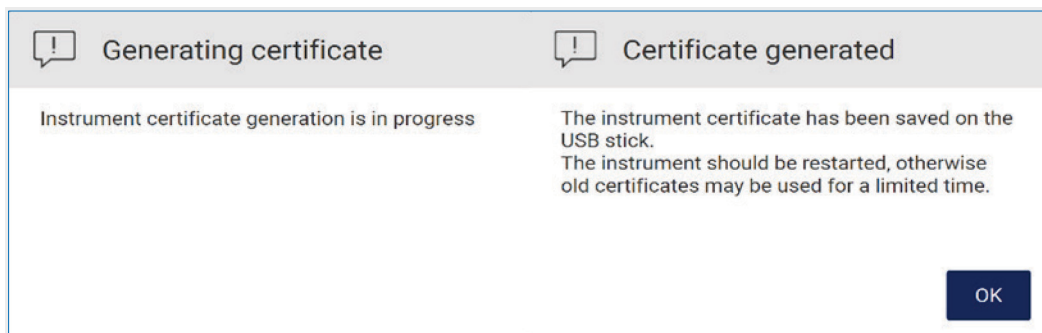 Generating certificate
Instrument certificate generation is in progress
Certificate generated
The instrument certificate has been saved on the
USB stick.
The instrument should be restarted, otherwise
old certificates may be used for a limited time.
OK